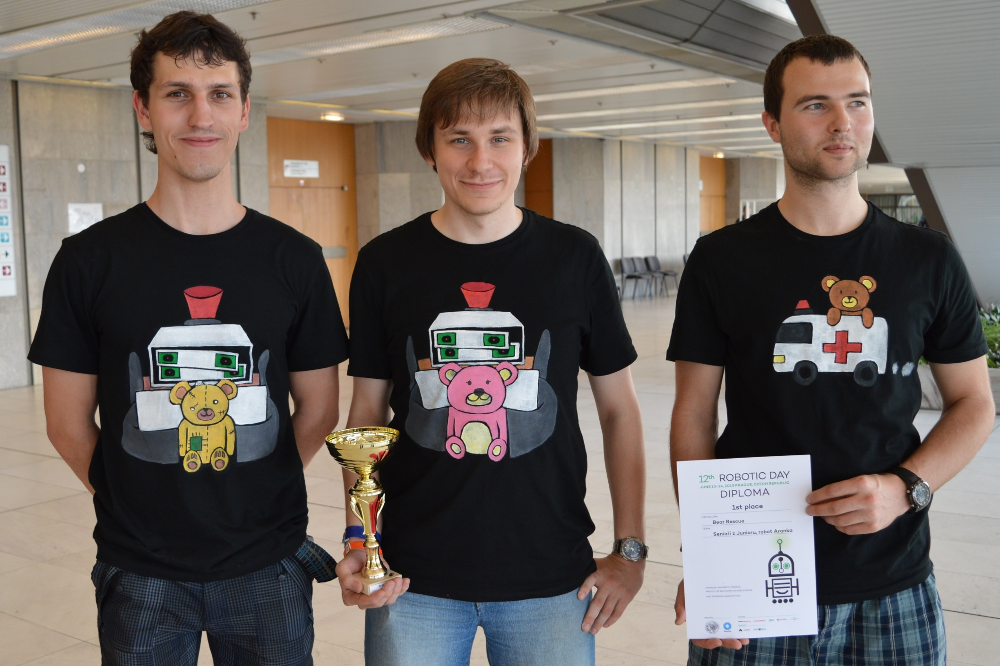 12th ROBOTIC DAY
JUNE 13-14, 2015 PRAGUE, CZECH REPUBLIC
DIPLOMA
1st place
CATEGORY:
Bear Rescue
TEAM:
Senioři z Junioru, robot Aranka
CHARLES UNIVERSITY, PRAGUE
FACULTY OF MATHEMATICS AND PHYSICS
AND ROBONIKA ASSOCIATION